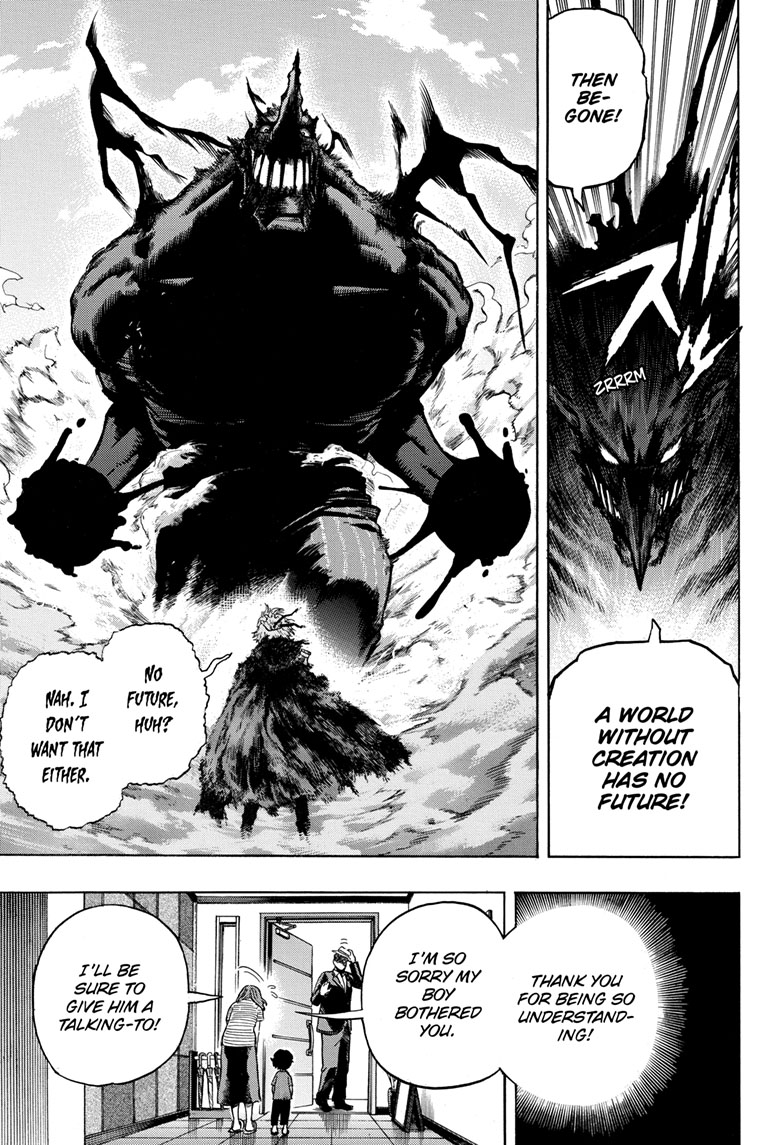 THEN
BE-
GONE!
ズズッ
ZRRRM
A WORLD
WITHOUT
CREATION
HAS NO
FUTURE!
NO
FUTURE,
HUH?
NAH. I
DON'T
WANT THAT
EITHER.
THANK YOU
FOR BEING SO
UNDERSTAND-
ING!
I'M SO
SORRY MY
BOY
BOTHERED
YOU.
I'LL BE
SURE TO
GIVE HIM A
TALKING-TO!